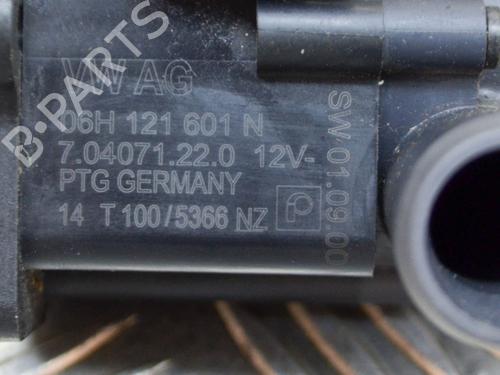 B-PARTS
VW AG
06H 121 601 N
7.04071.22.0 12V-
PTG GERMANY
14 T 100/5366 NZ
SW 01.09.00